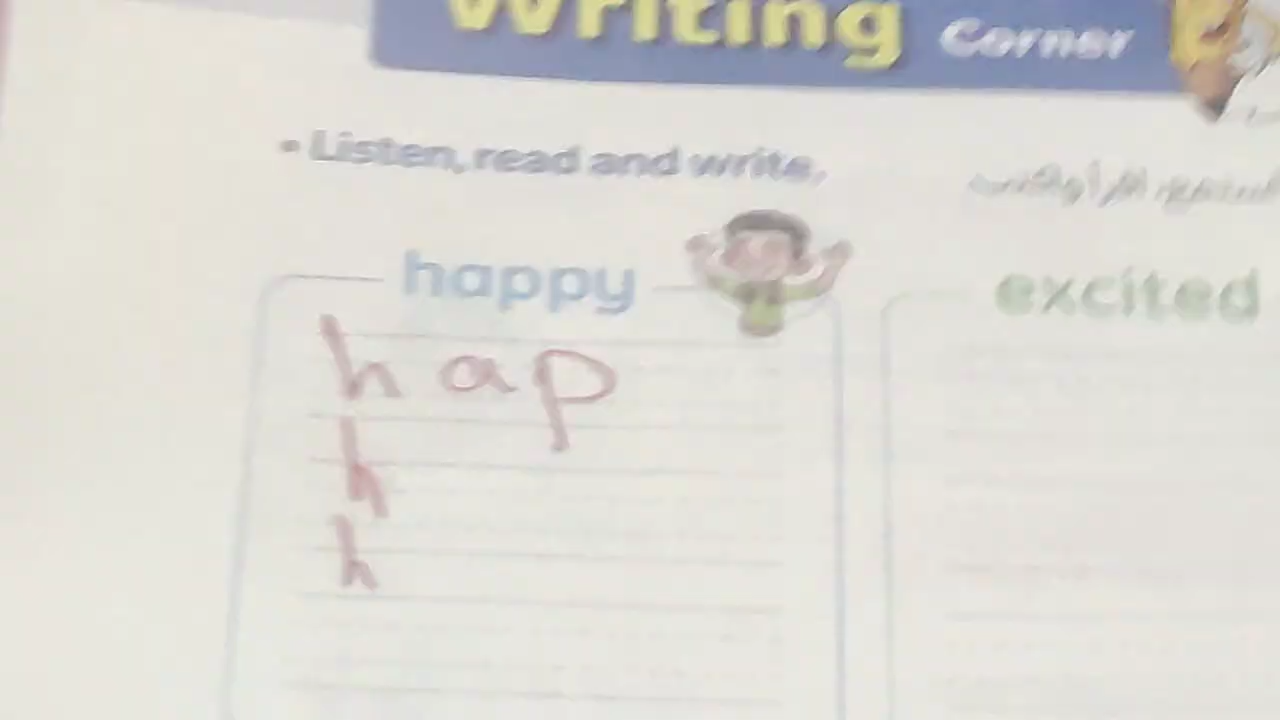 Writing Corner
• Listen, read and write.
happy
excited
h a p
h
h